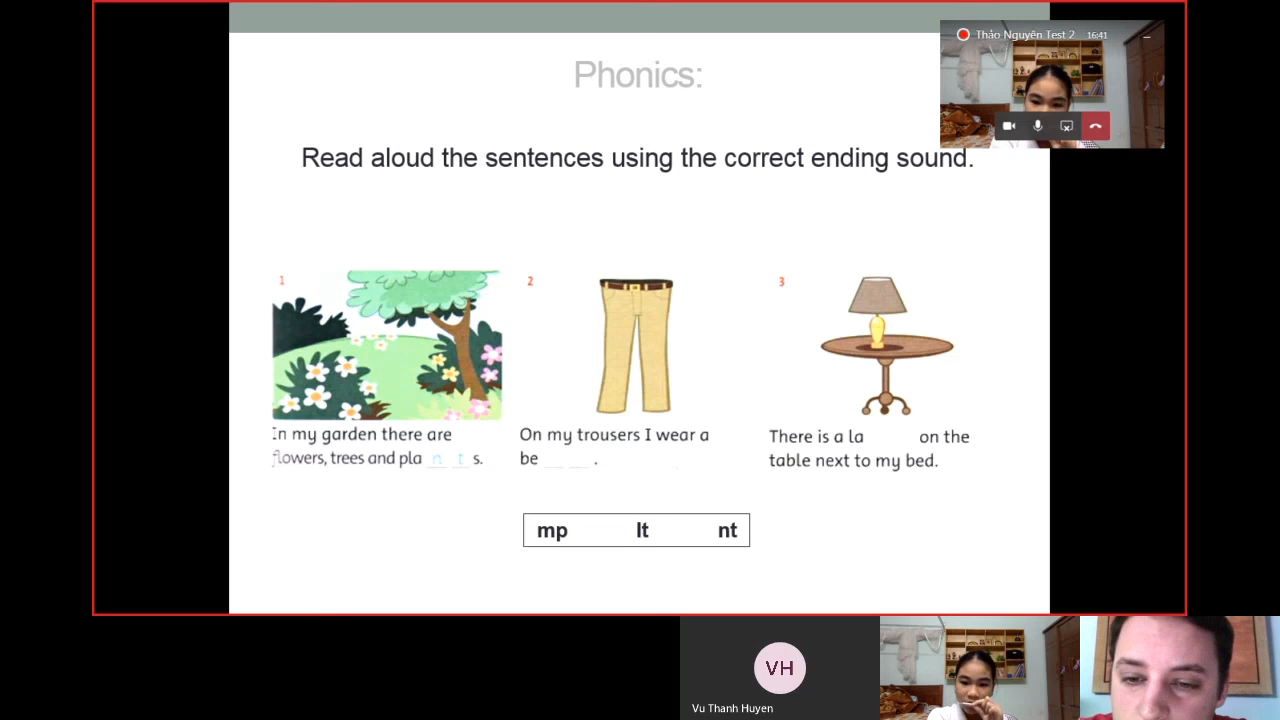 Phonics:
Thảo Nguyên Test 2 16:41
Read aloud the sentences using the correct ending sound.
1
In my garden there are
flowers, trees and pla n t s.
2
On my trousers I wear a
be __ __ .
3
There is a la on the
table next to my bed.
mp lt nt
VH
Vu Thanh Huyen